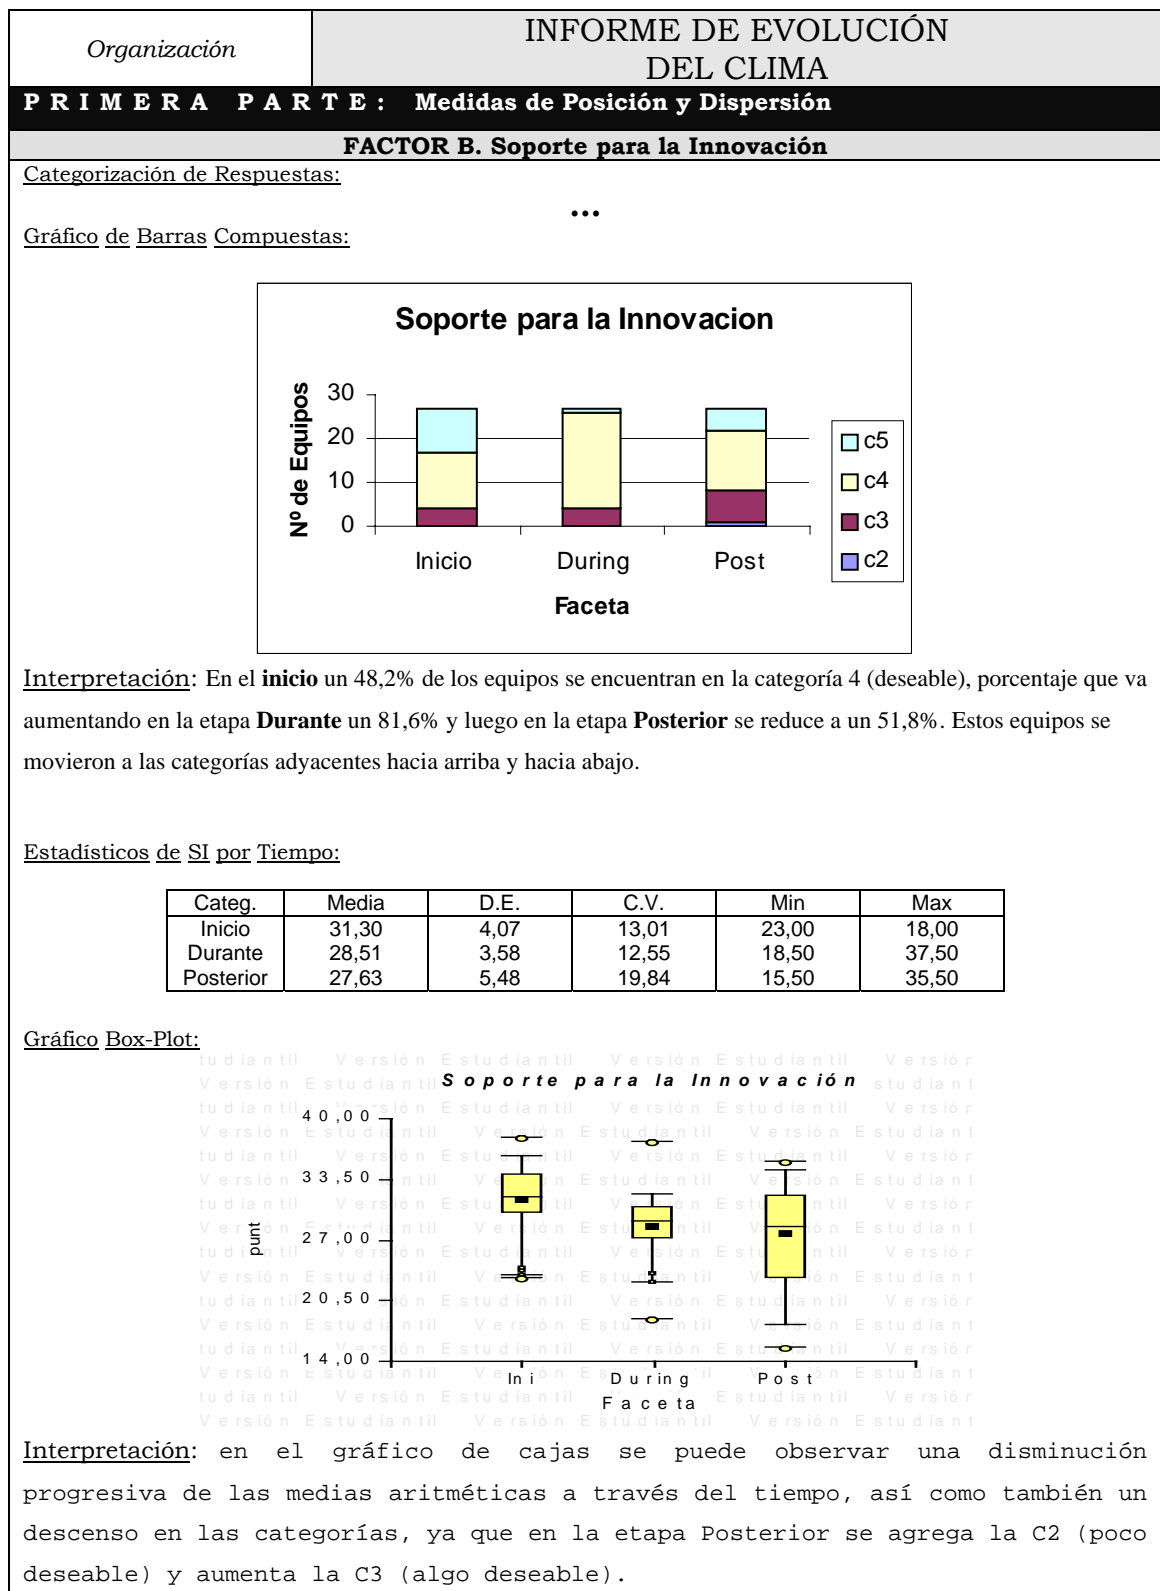 Organización
INFORME DE EVOLUCIÓN
DEL CLIMA
PRIMERA PARTE: Medidas de Posición y Dispersión
FACTOR B. Soporte para la Innovación
Categorización de Respuestas:
...
Gráfico de Barras Compuestas:
Soporte para la Innovacion
Nº de Equipos
30
20
10
0
Inicio During Post
Faceta
c5
c4
c3
c2
Interpretación: En el inicio un 48,2% de los equipos se encuentran en la categoría 4 (deseable), porcentaje que va
aumentando en la etapa Durante un 81,6% y luego en la etapa Posterior se reduce a un 51,8%. Estos equipos se
movieron a las categorías adyacentes hacia arriba y hacia abajo.
Estadísticos de SI por Tiempo:
Categ. Media D.E. C.V. Min Max
Inicio 31,30 4,07 13,01 23,00 18,00
Durante 28,51 3,58 12,55 18,50 37,50
Posterior 27,63 5,48 19,84 15,50 35,50
Gráfico Box-Plot:
Soporte para la Innovación
punt
40,00
33,50
27,00
20,50
14,00
Ini During Post
Faceta
Interpretación: en el gráfico de cajas se puede observar una disminución
progresiva de las medias aritméticas a través del tiempo, así como también un
descenso en las categorías, ya que en la etapa Posterior se agrega la C2 (poco
deseable) y aumenta la C3 (algo deseable).